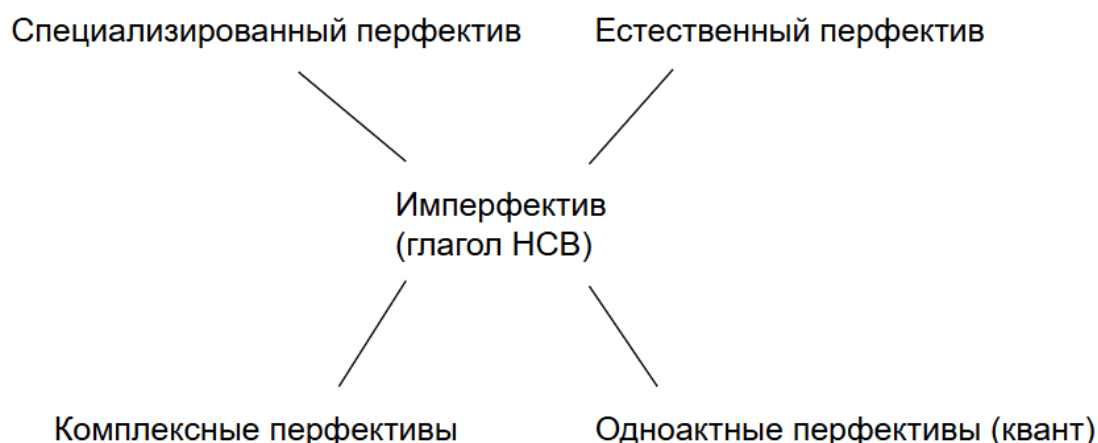 Специализированный перфектив
Естественный перфектив
Имперфектив
(глагол НСВ)
Комплексные перфективы
Одноактные перфективы (квант)